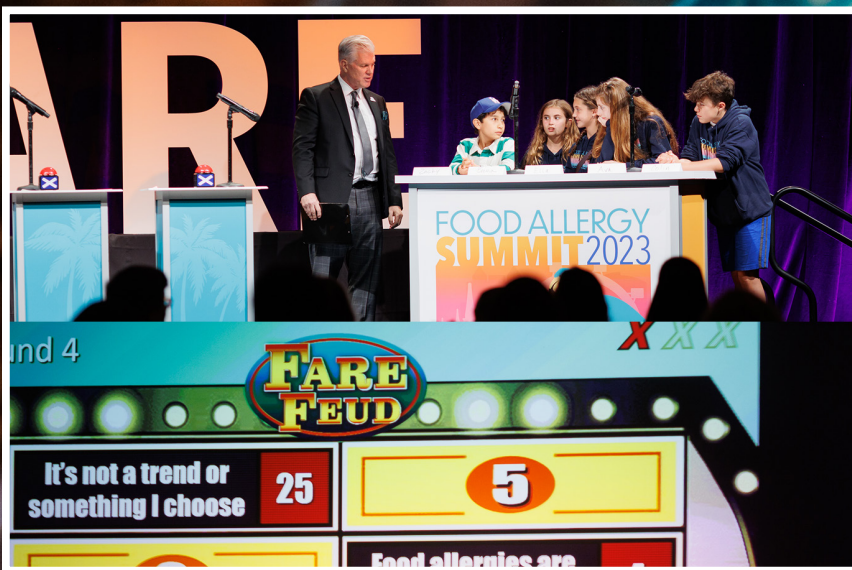 ARE
FOOD ALLERGY
SUMMIT 2023
und 4
X X X
FARE
FEUD
It's not a trend or
something I choose
25
5
Food allergies are